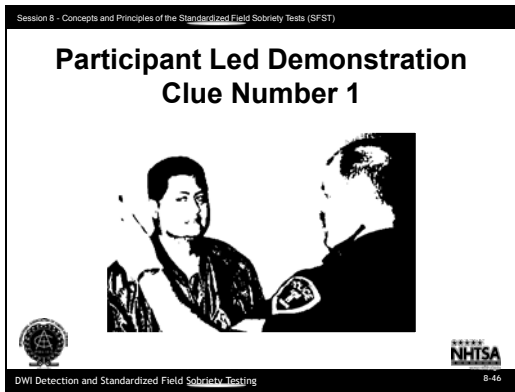 Session 8 - Concepts and Principles of the Standardized Field Sobriety Tests (SFST)
Participant Led Demonstration
Clue Number 1
NHTSA
DWI Detection and Standardized Field Sobriety Testing
8-46